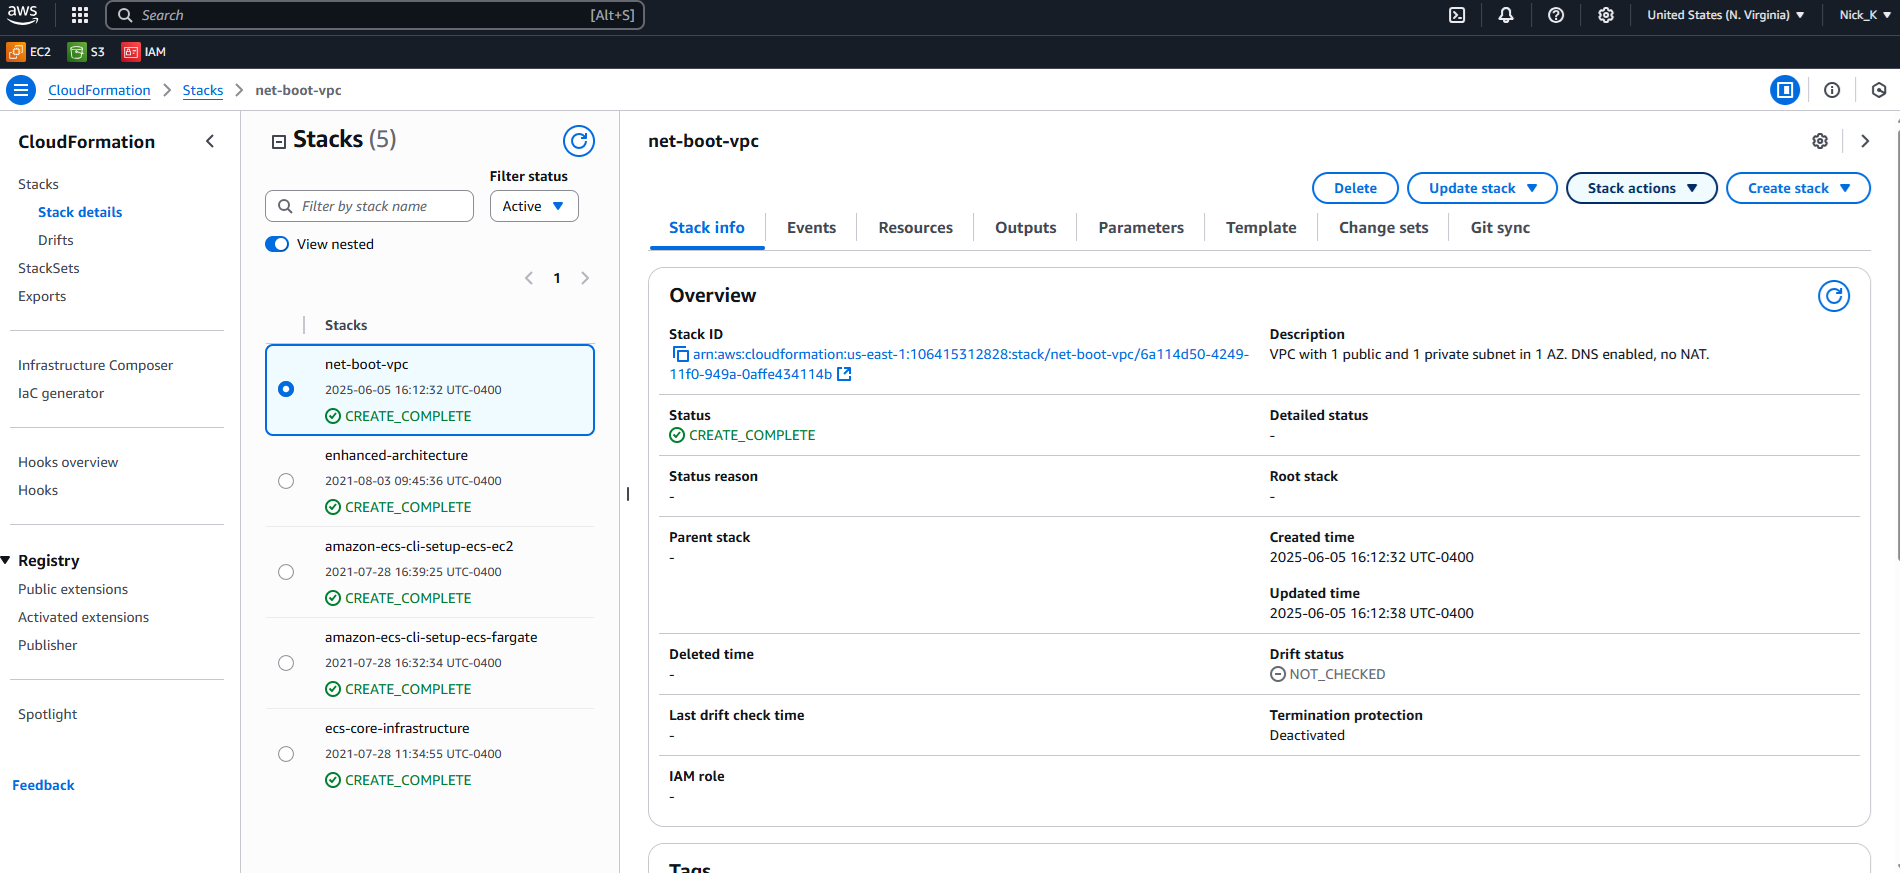 aws
Search [Alt+S]
United States (N. Virginia)
Nick_K
EC2
S3
IAM
CloudFormation
Stacks
net-boot-vpc
CloudFormation
Stacks
Stack details
Drifts
StackSets
Exports
Infrastructure Composer
IaC generator
Hooks overview
Hooks
Registry
Public extensions
Activated extensions
Publisher
Spotlight
Feedback
Stacks (5)
Filter status
Filter by stack name
Active
View nested
1
Stacks
net-boot-vpc
2025-06-05 16:12:32 UTC-0400
CREATE_COMPLETE
enhanced-architecture
2021-08-03 09:45:36 UTC-0400
CREATE_COMPLETE
amazon-ecs-cli-setup-ecs-ec2
2021-07-28 16:39:25 UTC-0400
CREATE_COMPLETE
amazon-ecs-cli-setup-ecs-fargate
2021-07-28 16:32:34 UTC-0400
CREATE_COMPLETE
ecs-core-infrastructure
2021-07-28 11:34:55 UTC-0400
CREATE_COMPLETE
net-boot-vpc
Delete
Update stack
Stack actions
Create stack
Stack info
Events
Resources
Outputs
Parameters
Template
Change sets
Git sync
Overview
Stack ID
arn:aws:cloudformation:us-east-1:106415312828:stack/net-boot-vpc/6a114d50-4249-
11f0-949a-0affe434114b
Description
VPC with 1 public and 1 private subnet in 1 AZ. DNS enabled, no NAT.
Status
CREATE_COMPLETE
Detailed status
-
Status reason
-
Root stack
-
Parent stack
-
Created time
2025-06-05 16:12:32 UTC-0400
Updated time
2025-06-05 16:12:38 UTC-0400
Deleted time
-
Drift status
NOT_CHECKED
Last drift check time
-
Termination protection
Deactivated
IAM role
-
Tags